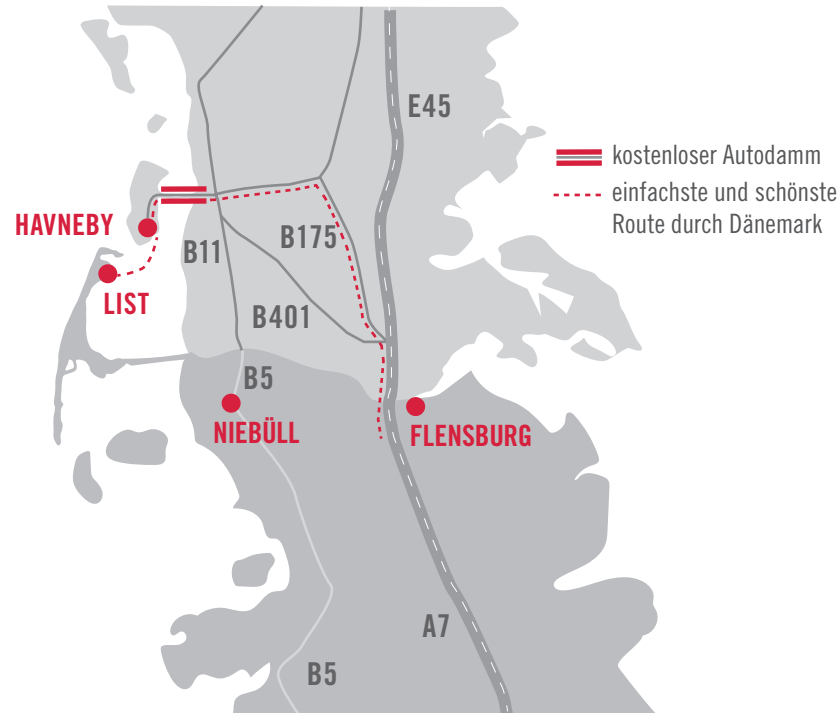 E45
kostenloser Autodamm
einfachste und schönste
Route durch Dänemark
HAVNEBY
B11
B175
LIST
B401
B5
NIEBÜLL
FLENSBURG
A7
B5